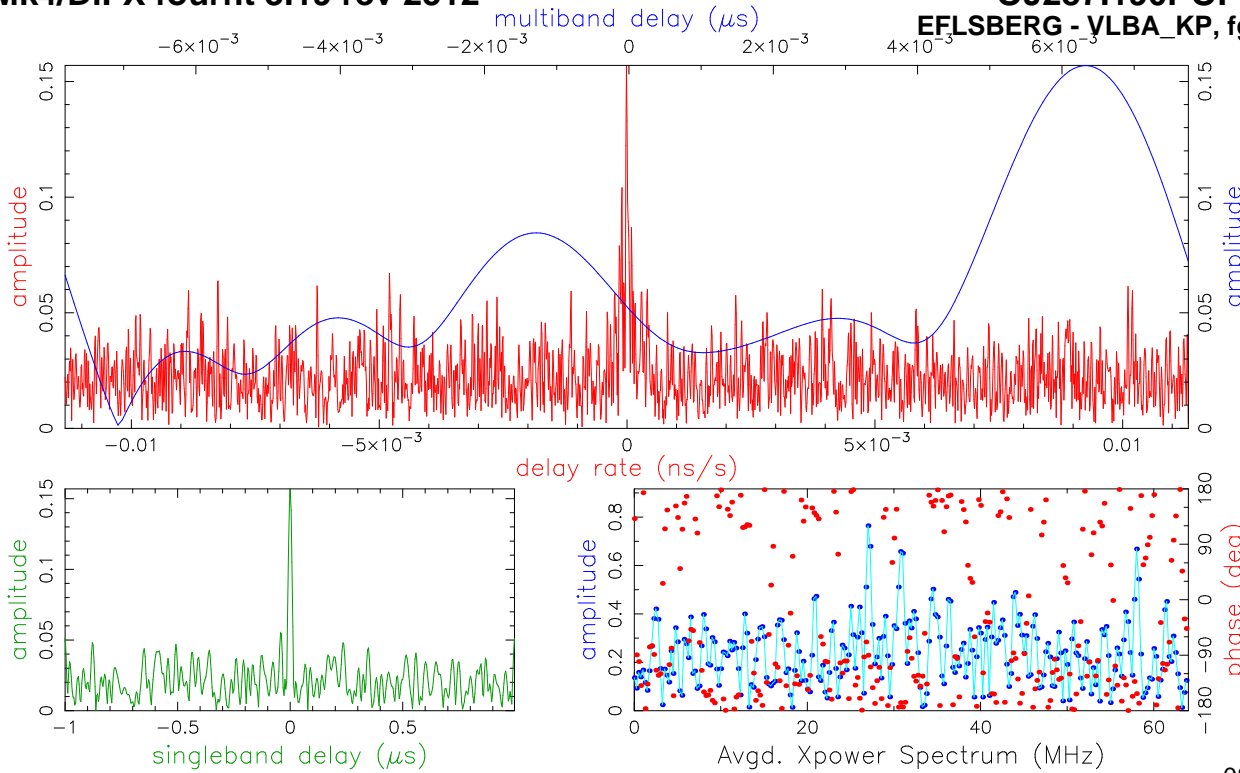 multiband delay (μs)
EFLSBERG - VLBA_KP, fg
−6×10⁻³ −4×10⁻³ −2×10⁻³ 0 2×10⁻³ 4×10⁻³ 6×10⁻³
amplitude
0 0.05 0.1 0.15
0 0.05 0.1 0.15
amplitude
−0.01 −5×10⁻³ 0 5×10⁻³ 0.01
delay rate (ns/s)
amplitude
0 0.05 0.1 0.15
−1 −0.5 0 0.5
singleband delay (μs)
amplitude
0 0.2 0.4 0.6 0.8
−180 −90 0 90 180
phase (deg)
0 20 40 60
Avgd. Xpower Spectrum (MHz)